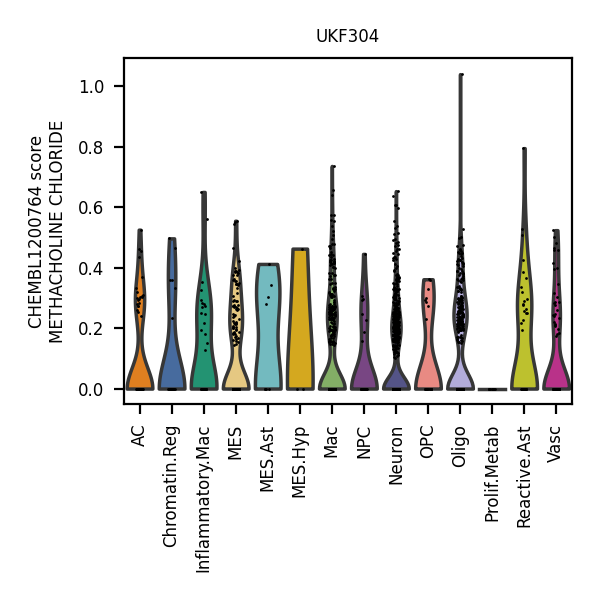 UKF304
CHEMBL1200764 score
METHACHOLINE CHLORIDE
1.0
0.8
0.6
0.4
0.2
0.0
AC
Chromatin.Reg
Inflammatory.Mac
MES
MES.Ast
MES.Hyp
Mac
NPC
Neuron
OPC
Oligo
Prolif.Metab
Reactive.Ast
Vasc